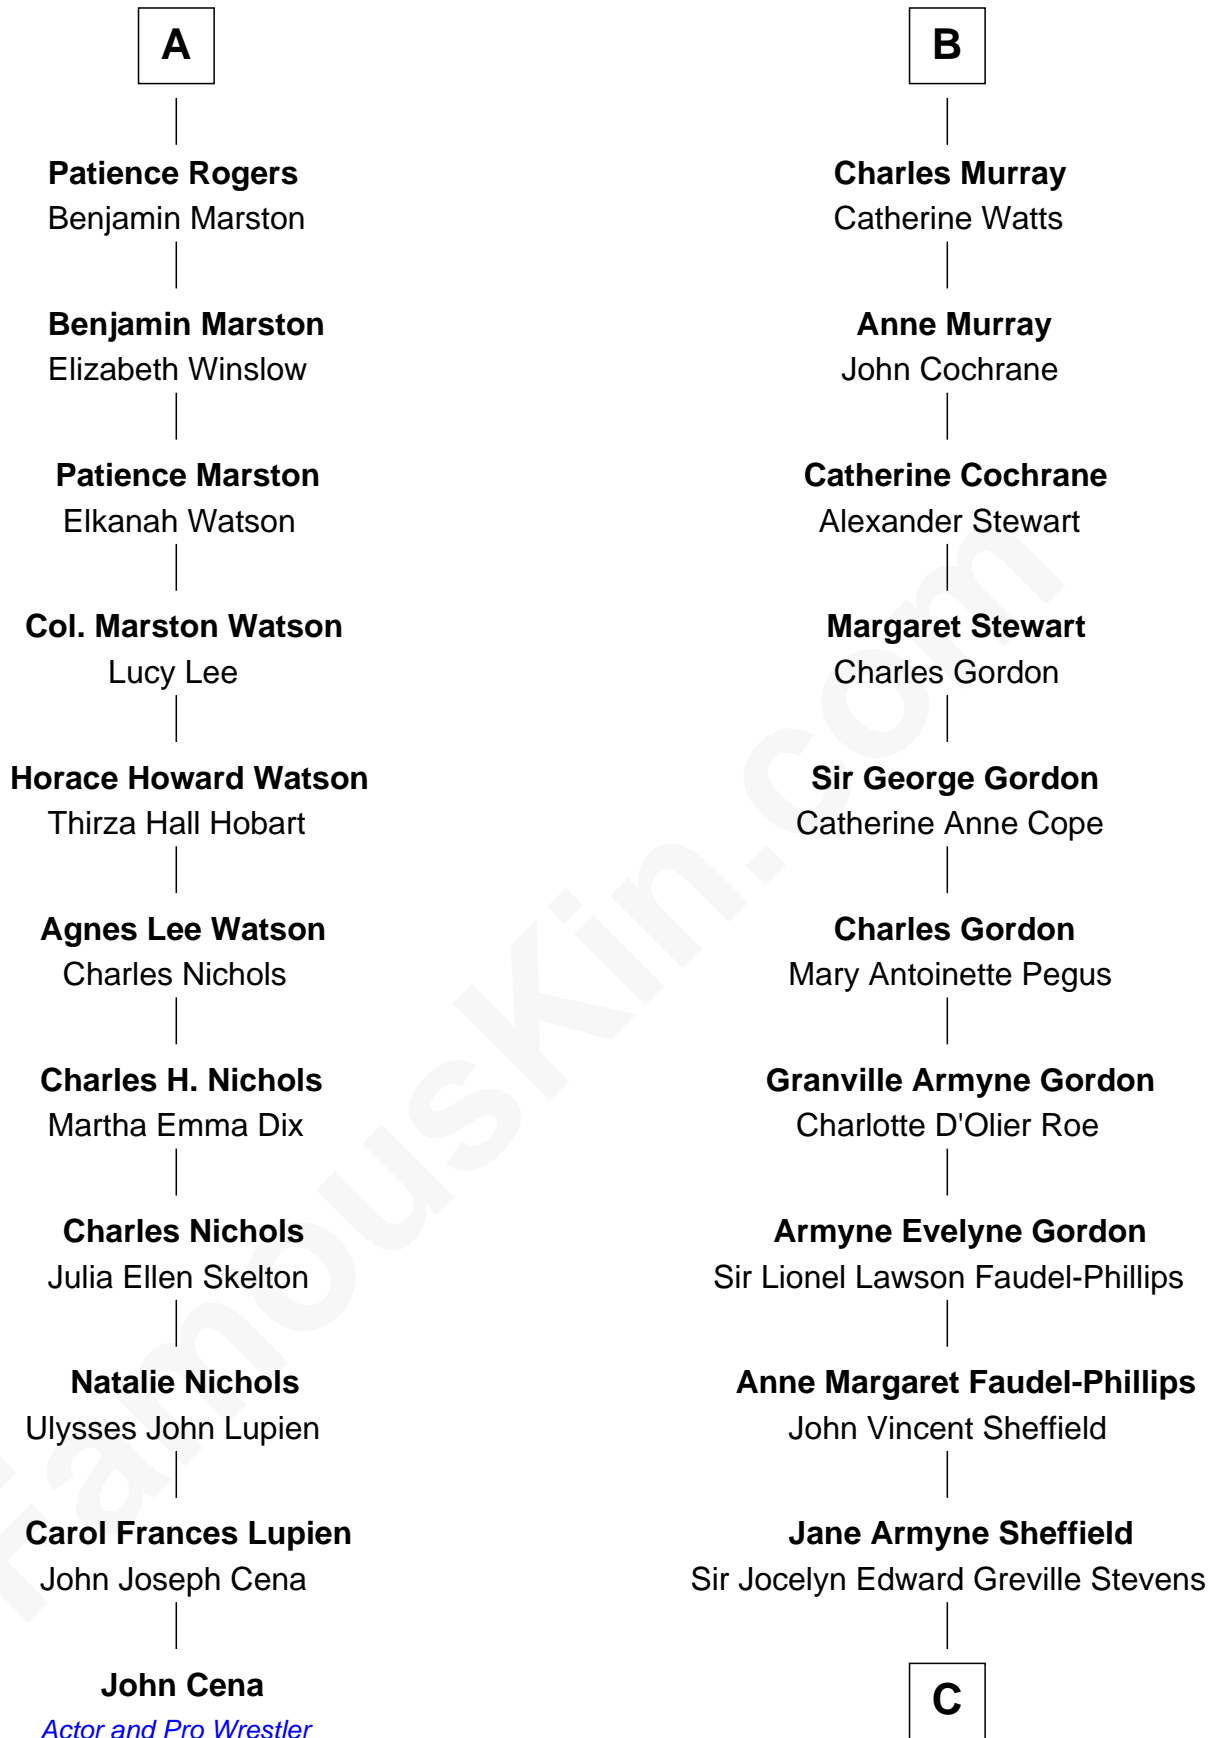 A
Patience Rogers
Benjamin Marston
Benjamin Marston
Elizabeth Winslow
Patience Marston
Elkanah Watson
Col. Marston Watson
Lucy Lee
Horace Howard Watson
Thirza Hall Hobart
Agnes Lee Watson
Charles Nichols
Charles H. Nichols
Martha Emma Dix
Charles Nichols
Julia Ellen Skelton
Natalie Nichols
Ulysses John Lupien
Carol Frances Lupien
John Joseph Cena
John Cena
Actor and Pro Wrestler
B
Charles Murray
Catherine Watts
Anne Murray
John Cochrane
Catherine Cochrane
Alexander Stewart
Margaret Stewart
Charles Gordon
Sir George Gordon
Catherine Anne Cope
Charles Gordon
Mary Antoinette Pegus
Granville Armyne Gordon
Charlotte D'Olier Roe
Armyne Evelyne Gordon
Sir Lionel Lawson Faudel-Phillips
Anne Margaret Faudel-Phillips
John Vincent Sheffield
Jane Armyne Sheffield
Sir Jocelyn Edward Greville Stevens
C
FamousKin.com